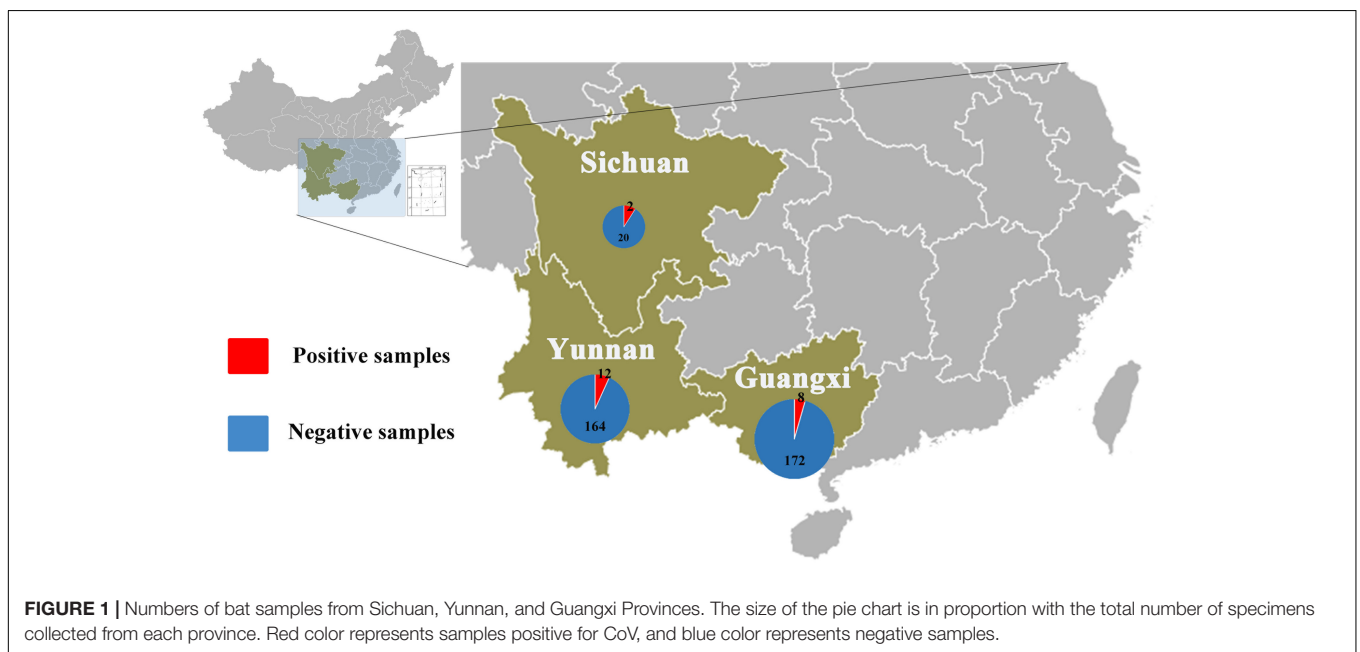 Sichuan
2
20
Yunnan
12
164
Guangxi
8
172
Positive samples
Negative samples
FIGURE 1 | Numbers of bat samples from Sichuan, Yunnan, and Guangxi Provinces. The size of the pie chart is in proportion with the total number of specimens
collected from each province. Red color represents samples positive for CoV, and blue color represents negative samples.